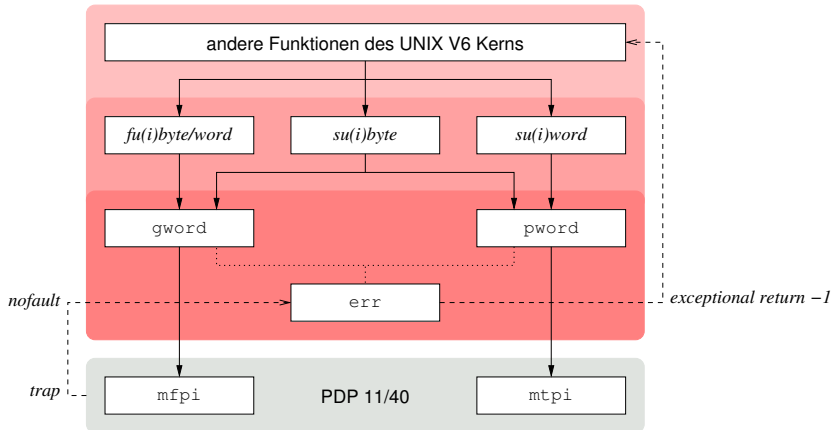 andere Funktionen des UNIX V6 Kerns
fu(i)byte/word
su(i)byte
su(i)word
gword
pword
nofault
err
exceptional return −1
trap
mfpi
PDP 11/40
mtpi